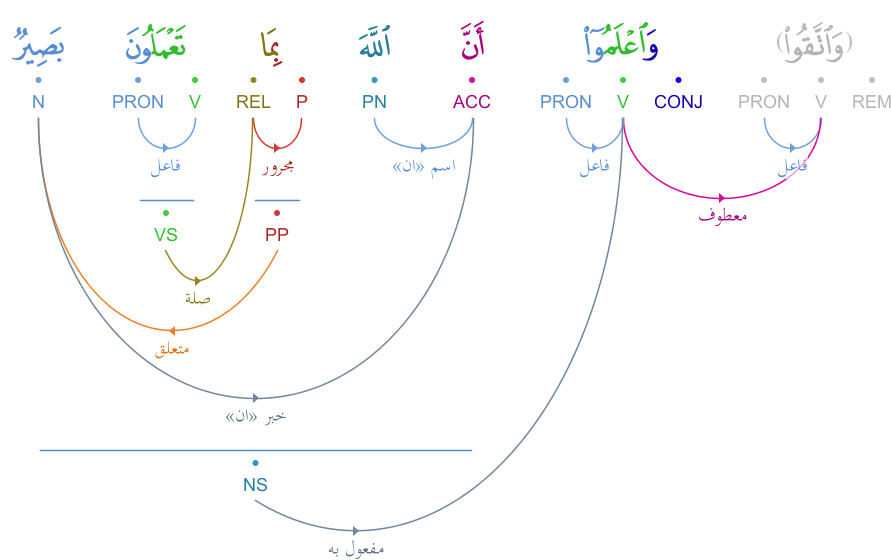 (وَٱتَّقُوا۟) وَٱعْلَمُوٓا۟ أَنَّ ٱللَّهَ بِمَا تَعْمَلُونَ بَصِيرٌ
REM V PRON CONJ V PRON ACC PN P REL V PRON N
فاعل فاعل اسم «ان» مجرور فاعل
معطوف
PP VS
صلة
متعلق
خبر «ان»
NS
مفعول به